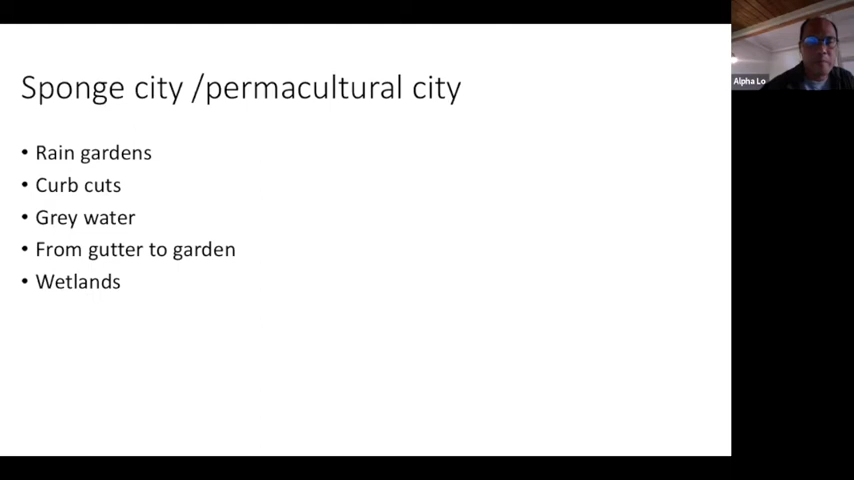 Sponge city /permacultural city
• Rain gardens
• Curb cuts
• Grey water
• From gutter to garden
• Wetlands
Alpha Lo